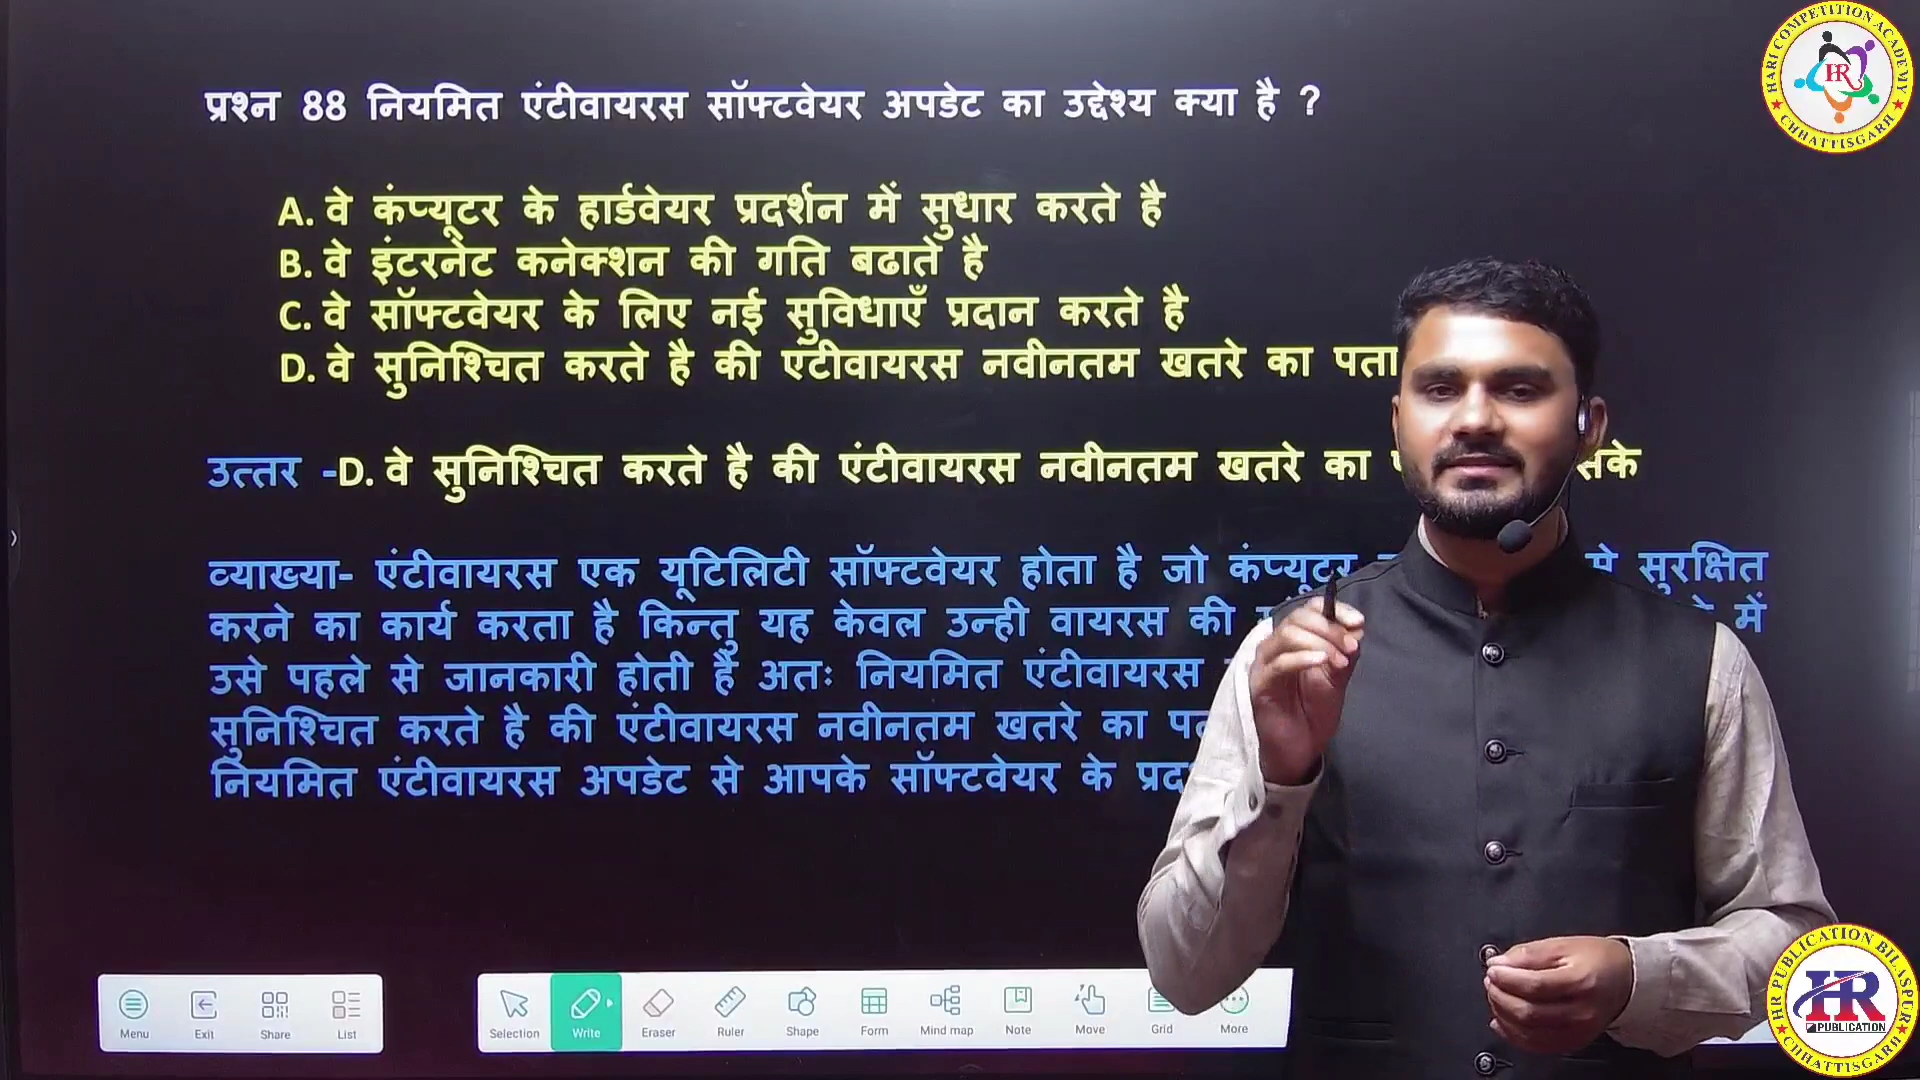 HARI COMPETITION ACADEMY
HR
CHHATTISGARH
प्रश्न 88 नियमित एंटीवायरस सॉफ्टवेयर अपडेट का उद्देश्य क्या है ?
A. वे कंप्यूटर के हार्डवेयर प्रदर्शन में सुधार करते है
B. वे इंटरनेट कनेक्शन की गति बढाते है
C. वे सॉफ्टवेयर के लिए नई सुविधाएँ प्रदान करते है
D. वे सुनिश्चित करते है की एंटीवायरस नवीनतम खतरे का पता
उत्तर -D. वे सुनिश्चित करते है की एंटीवायरस नवीनतम खतरे का सके
व्याख्या- एंटीवायरस एक यूटिलिटी सॉफ्टवेयर होता है जो कंप्यूटर से सुरक्षित
करने का कार्य करता है किन्तु यह केवल उन्ही वायरस की में
उसे पहले से जानकारी होती है अतः नियमित एंटीवायरस
सुनिश्चित करते है की एंटीवायरस नवीनतम खतरे का
नियमित एंटीवायरस अपडेट से आपके सॉफ्टवेयर के
Menu Exit Share List Selection Write Eraser Ruler Shape Form Mind map Note Move Grid More
HR PUBLICATION BILASPUR
HR
PUBLICATION
CHHATTISGARH